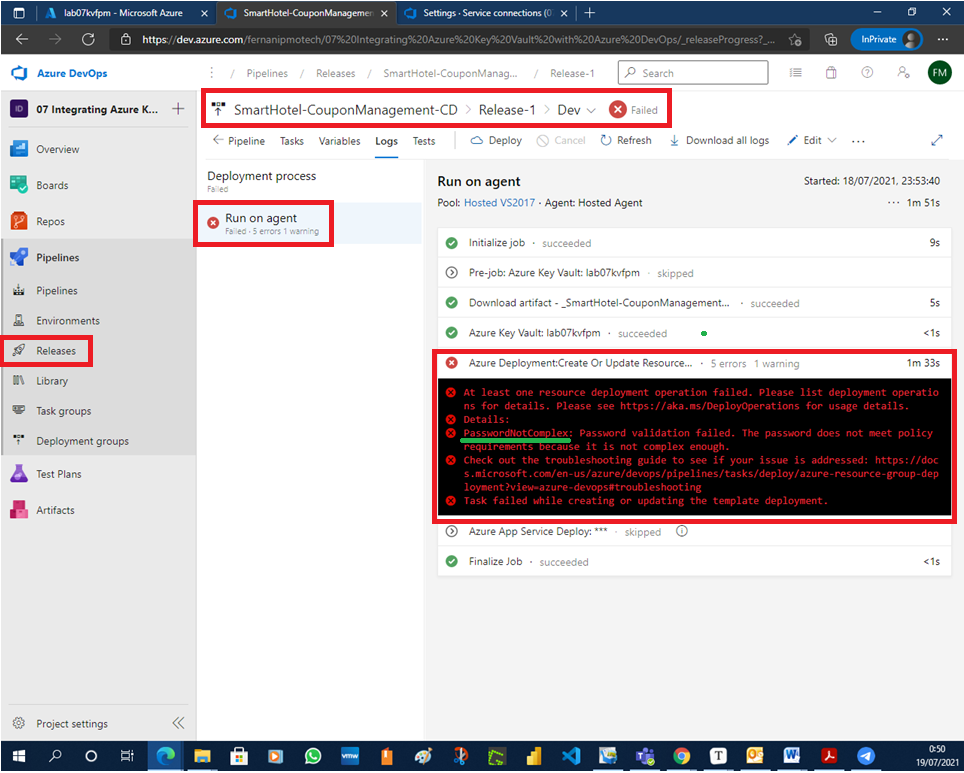 lab07kvfpm - Microsoft Azure
SmartHotel-CouponManagement-
Settings · Service connections (07
https://dev.azure.com/fernanipmotech/07%20Integrating%20Azure%20Key%20Vault%20with%20Azure%20DevOps/_releaseProgress?_...
InPrivate
Azure DevOps
/ Pipelines / Releases / SmartHotel-CouponManag... / Release-1
Search
FM
ID
07 Integrating Azure K...
Overview
Boards
Repos
Pipelines
Pipelines
Environments
Releases
Library
Task groups
Deployment groups
Test Plans
Artifacts
Project settings
SmartHotel-CouponManagement-CD > Release-1 > Dev Failed
Pipeline Tasks Variables Logs Tests Deploy Cancel Refresh Download all logs Edit ...
Deployment process
Failed
Run on agent
Failed · 5 errors 1 warning
Run on agent
Started: 18/07/2021, 23:53:40
Pool: Hosted VS2017 · Agent: Hosted Agent
... 1m 51s
Initialize job · succeeded 9s
Pre-job: Azure Key Vault: lab07kvfpm · skipped
Download artifact - _SmartHotel-CouponManagement... · succeeded 5s
Azure Key Vault: lab07kvfpm · succeeded <1s
Azure Deployment:Create Or Update Resource... · 5 errors 1 warning 1m 33s
At least one resource deployment operation failed. Please list deployment operatio
ns for details. Please see https://aka.ms/DeployOperations for usage details.
Details:
PasswordNotComplex: Password validation failed. The password does not meet policy
requirements because it is not complex enough.
Check out the troubleshooting guide to see if your issue is addressed: https://doc
s.microsoft.com/en-us/azure/devops/pipelines/tasks/deploy/azure-resource-group-de
ployment?view=azure-devops#troubleshooting
Task failed while creating or updating the template deployment.
Azure App Service Deploy: *** · skipped
Finalize Job · succeeded <1s
vmw
T
W
0:50
19/07/2021